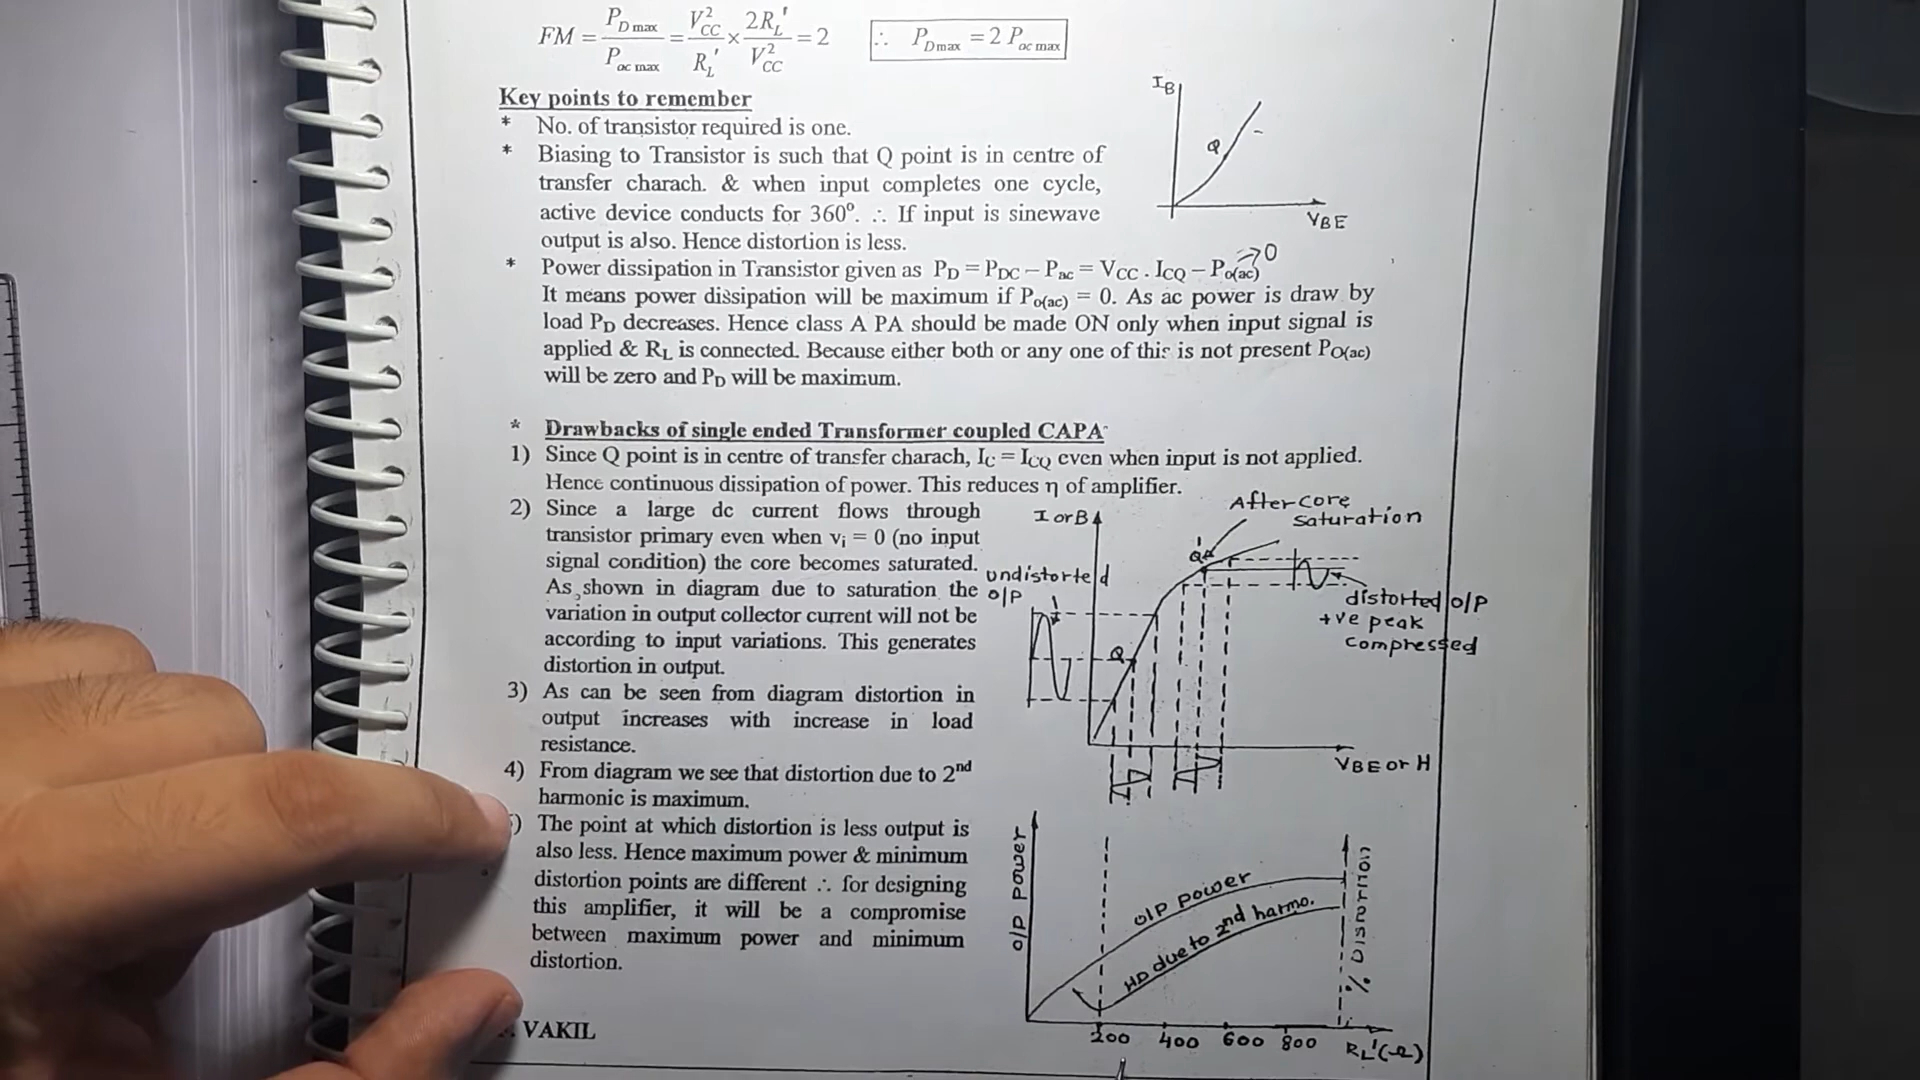 FM = P_D max / P_ac max = V²_CC / R_L' × 2R_L' / V²_CC = 2   ∴ P_Dmax = 2 P_ac max
Key points to remember
* No. of transistor required is one.
* Biasing to Transistor is such that Q point is in centre of
transfer charach. & when input completes one cycle,
active device conducts for 360°. ∴ If input is sinewave
output is also. Hence distortion is less.
I_B
Q
V_BE
* Power dissipation in Transistor given as P_D = P_DC – P_ac = V_CC . I_CQ – P_o(ac) → 0
It means power dissipation will be maximum if P_o(ac) = 0. As ac power is draw by
load P_D decreases. Hence class A PA should be made ON only when input signal is
applied & R_L is connected. Because either both or any one of this is not present P_O(ac)
will be zero and P_D will be maximum.
* Drawbacks of single ended Transformer coupled CAPA
1) Since Q point is in centre of transfer charach, I_C = I_CQ even when input is not applied.
Hence continuous dissipation of power. This reduces η of amplifier.
2) Since a large dc current flows through
transistor primary even when v_i = 0 (no input
signal condition) the core becomes saturated.
As shown in diagram due to saturation the
variation in output collector current will not be
according to input variations. This generates
distortion in output.
3) As can be seen from diagram distortion in
output increases with increase in load
resistance.
4) From diagram we see that distortion due to 2nd
harmonic is maximum.
) The point at which distortion is less output is
also less. Hence maximum power & minimum
distortion points are different ∴ for designing
this amplifier, it will be a compromise
between maximum power and minimum
distortion.
I or B
After core
saturation
Q
undistorted
o/p
distorted o/p
+ve peak
compressed
Q
V_BE or H
o/p power
O/P power
HD due to 2nd harmo.
% Distortion
200 400 600 800 R_L'(Ω)
VAKIL